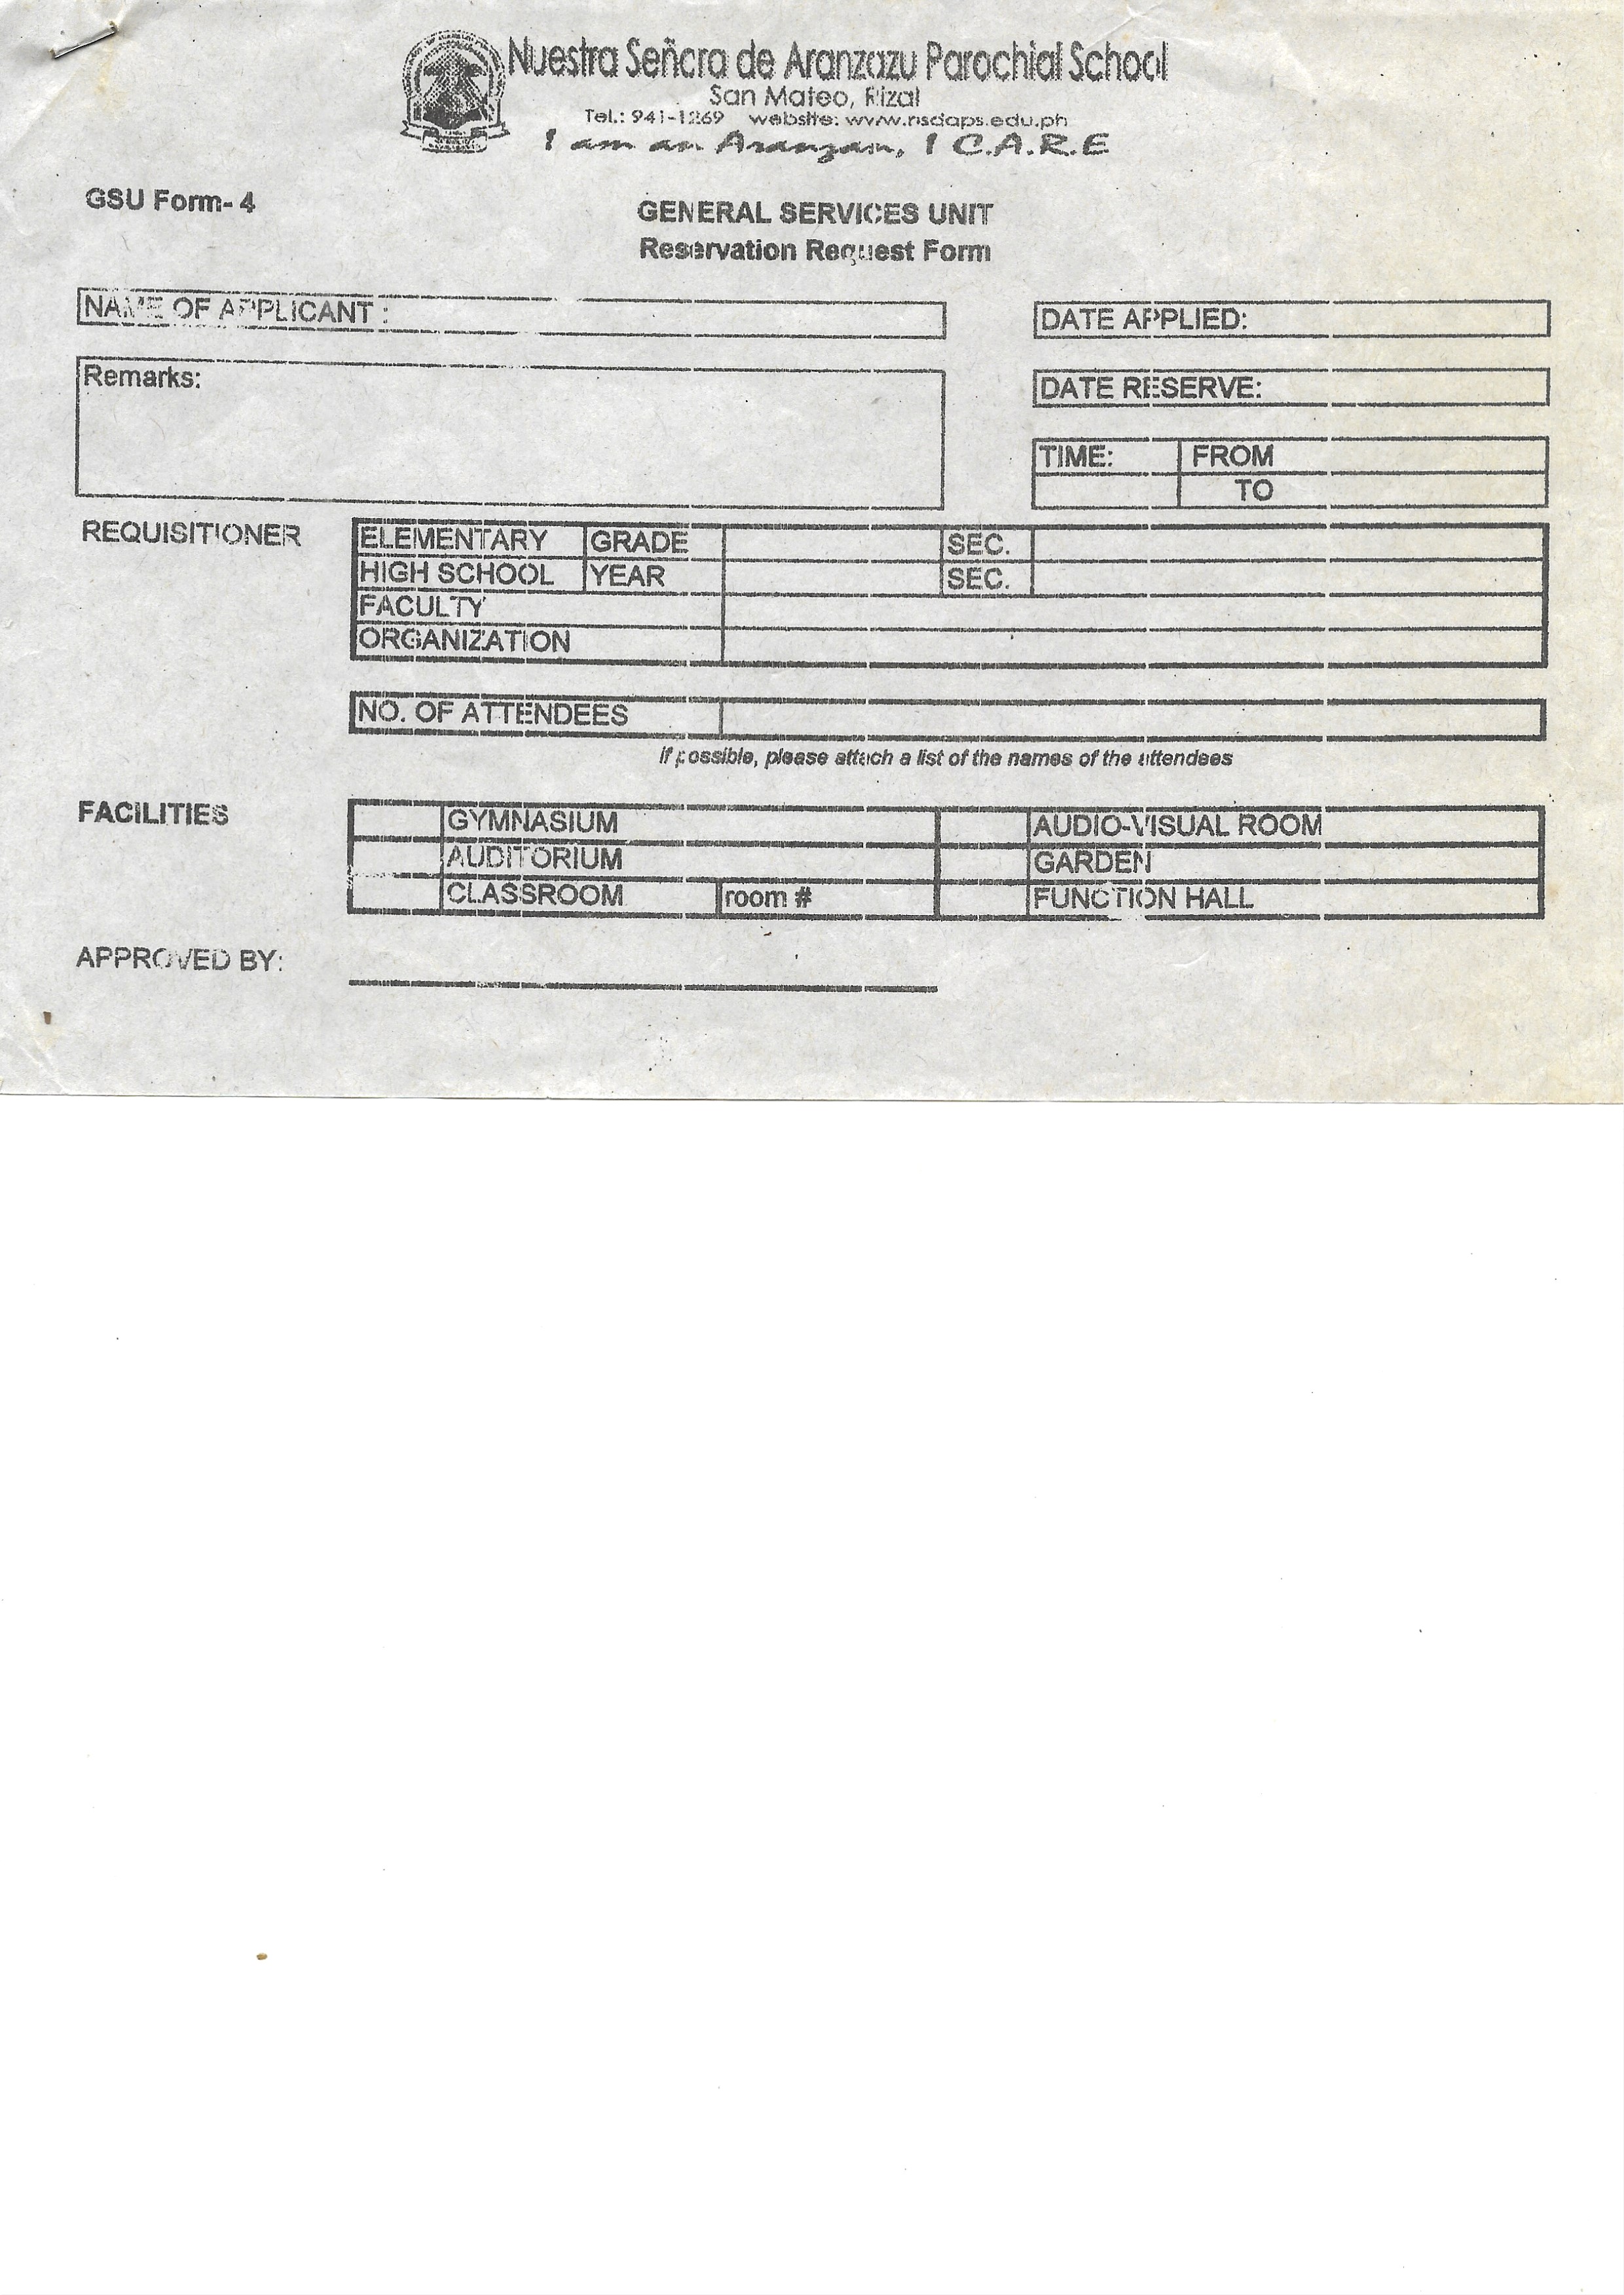 Nuestra Señora de Aranzazu Parochial School
San Mateo, Rizal
Tel.: 941-1269 website: www.nsdaps.edu.ph
I am an Aranzan, I C.A.R.E
GSU Form- 4
GENERAL SERVICES UNIT
Reservation Request Form
NAME OF APPLICANT :
DATE APPLIED:
Remarks:
DATE RESERVE:
TIME: FROM
TO
REQUISITIONER
ELEMENTARY GRADE SEC.
HIGH SCHOOL YEAR SEC.
FACULTY
ORGANIZATION
NO. OF ATTENDEES
if possible, please attach a list of the names of the attendees
FACILITIES
GYMNASIUM AUDIO-VISUAL ROOM
AUDITORIUM GARDEN
CLASSROOM room # FUNCTION HALL
APPROVED BY: